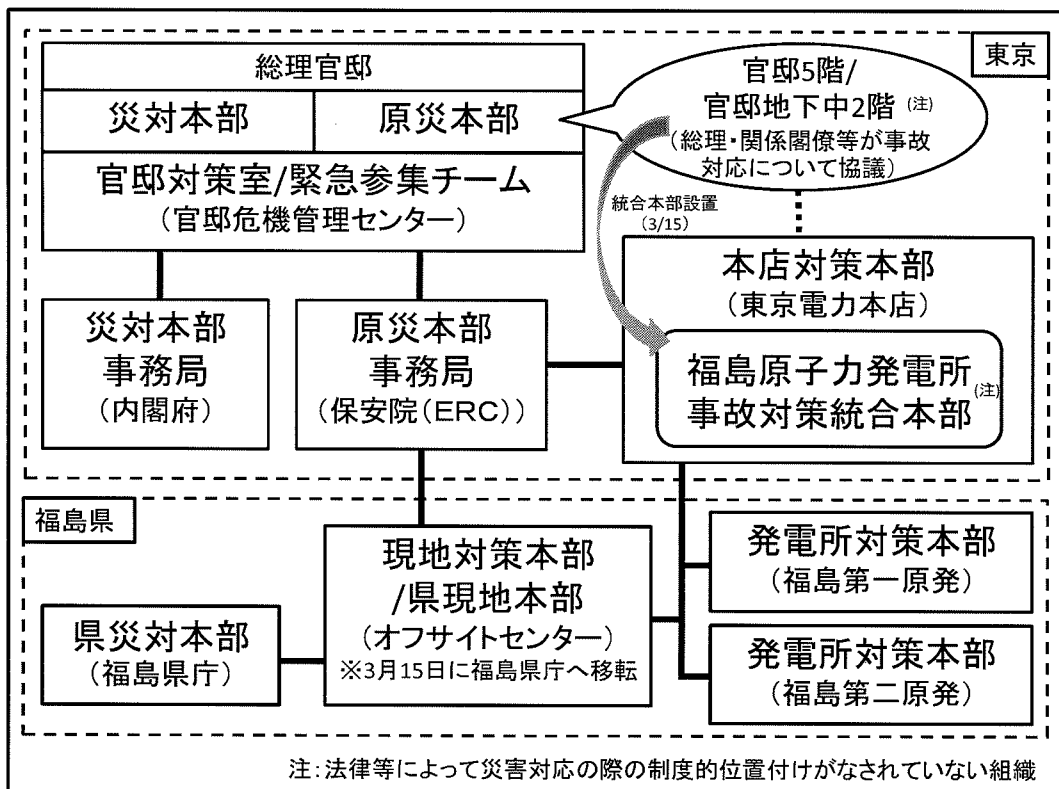 東京
総理官邸
災対本部
原災本部
官邸対策室/緊急参集チーム
(官邸危機管理センター)
官邸5階/
官邸地下中2階(注)
(総理・関係閣僚等が事故
対応について協議)
統合本部設置
(3/15)
本店対策本部
(東京電力本店)
福島原子力発電所
事故対策統合本部(注)
災対本部
事務局
(内閣府)
原災本部
事務局
(保安院(ERC))
福島県
現地対策本部
/県現地本部
(オフサイトセンター)
※3月15日に福島県庁へ移転
県災対本部
(福島県庁)
発電所対策本部
(福島第一原発)
発電所対策本部
(福島第二原発)
注:法律等によって災害対応の際の制度的位置付けがなされていない組織